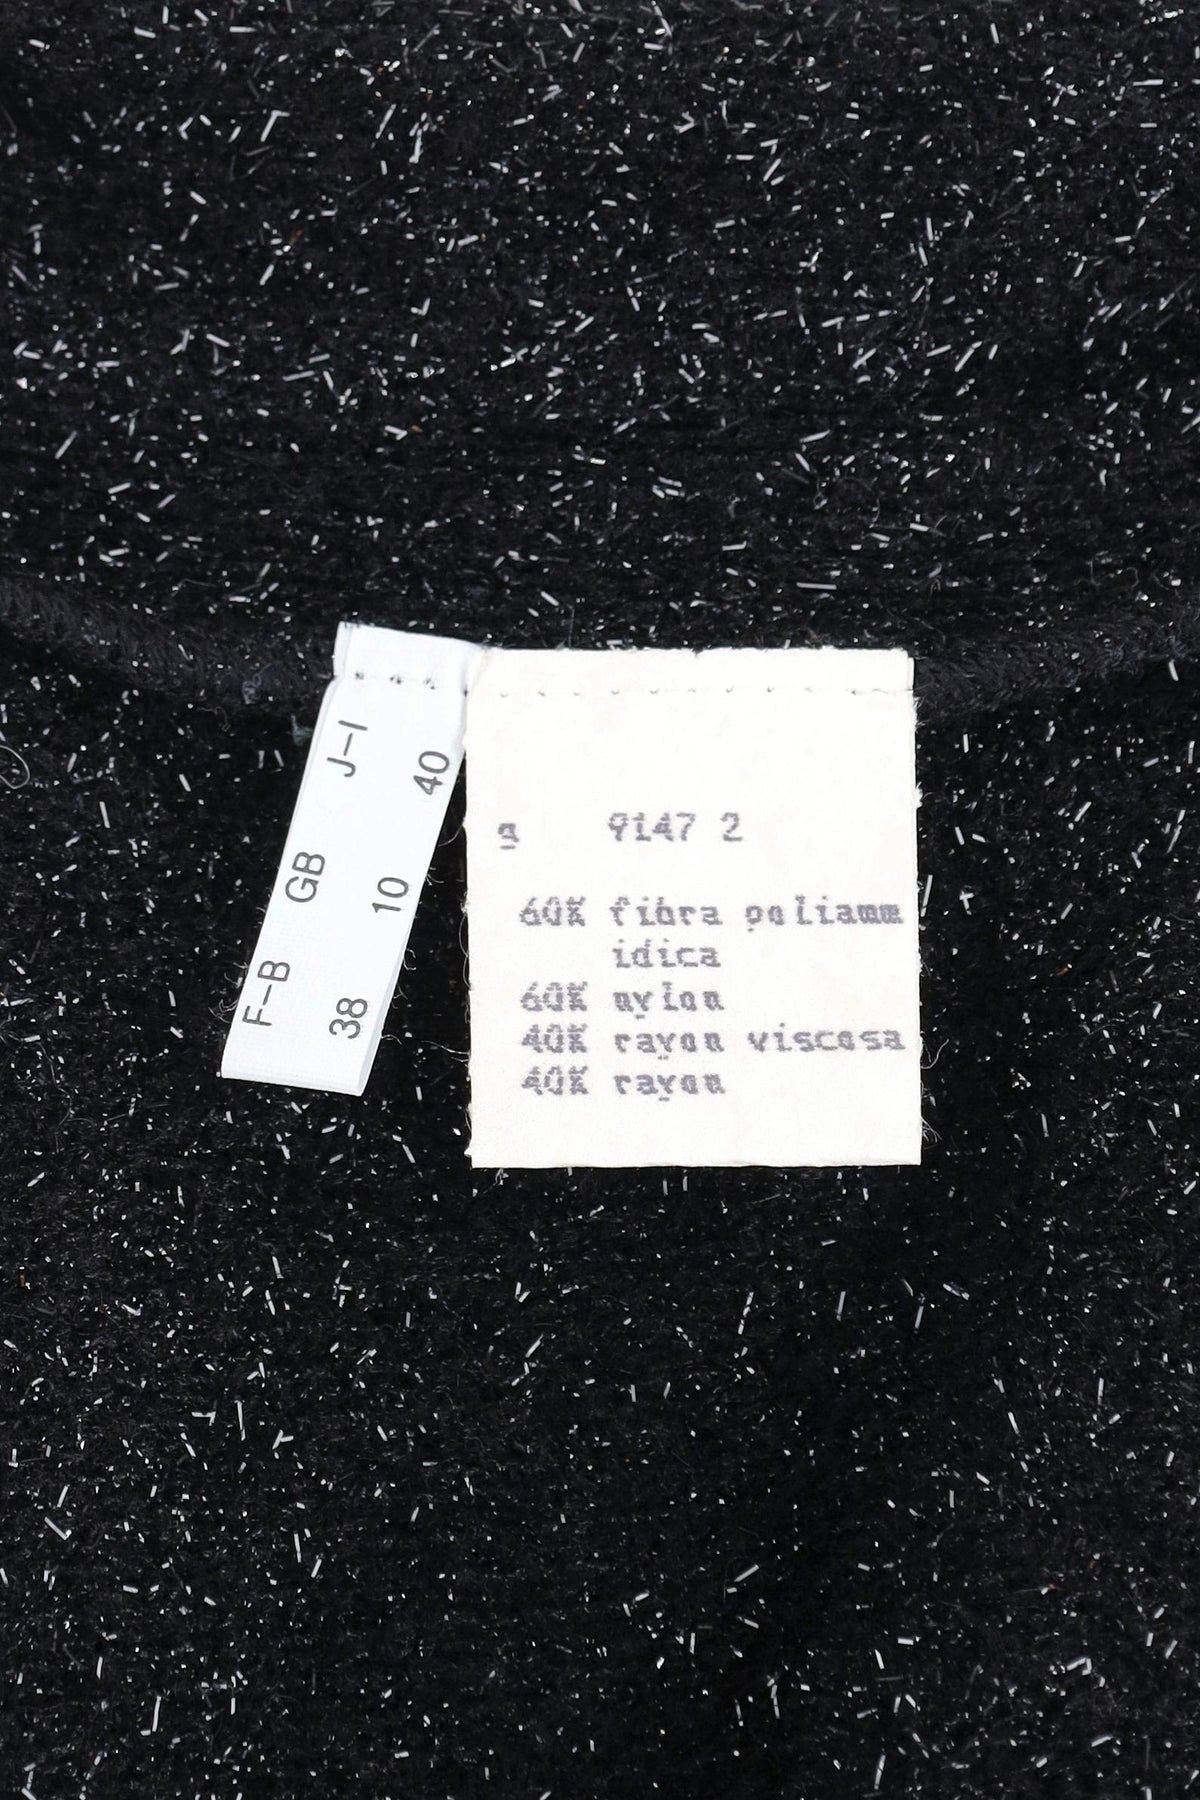 J-I 40
GB 10
F-B 38
g 9147 2
60% fibra poliamm
idica
60% nylon
40% rayon viscosa
40% rayon